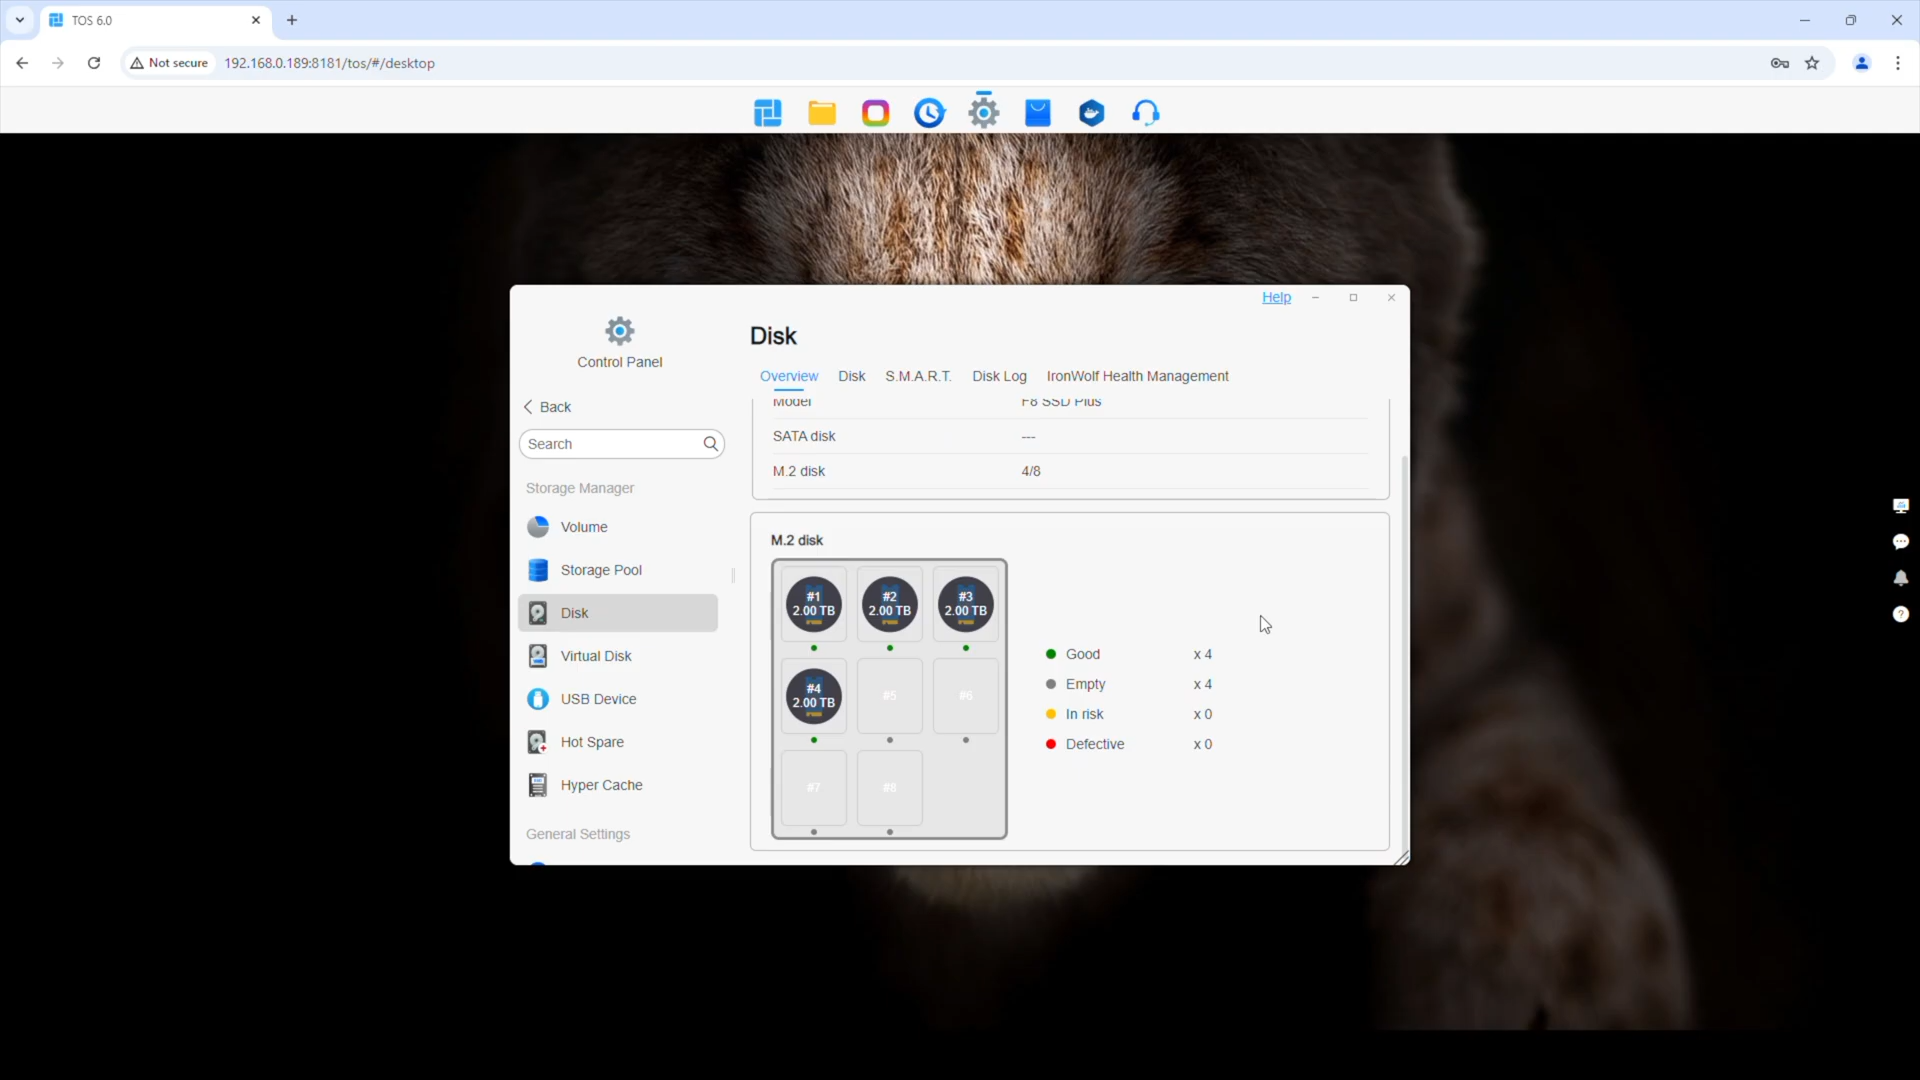 TOS 6.0
Not secure
192.168.0.189:8181/tos/#/desktop
Help
Control Panel
Disk
Overview Disk S.M.A.R.T. Disk Log IronWolf Health Management
Back
Search
Model F8 SSD Plus
SATA disk ---
M.2 disk 4/8
Storage Manager
Volume
Storage Pool
Disk
Virtual Disk
USB Device
Hot Spare
Hyper Cache
General Settings
M.2 disk
#1
2.00 TB
#2
2.00 TB
#3
2.00 TB
#4
2.00 TB
#5
#6
#7
#8
Good x 4
Empty x 4
In risk x 0
Defective x 0